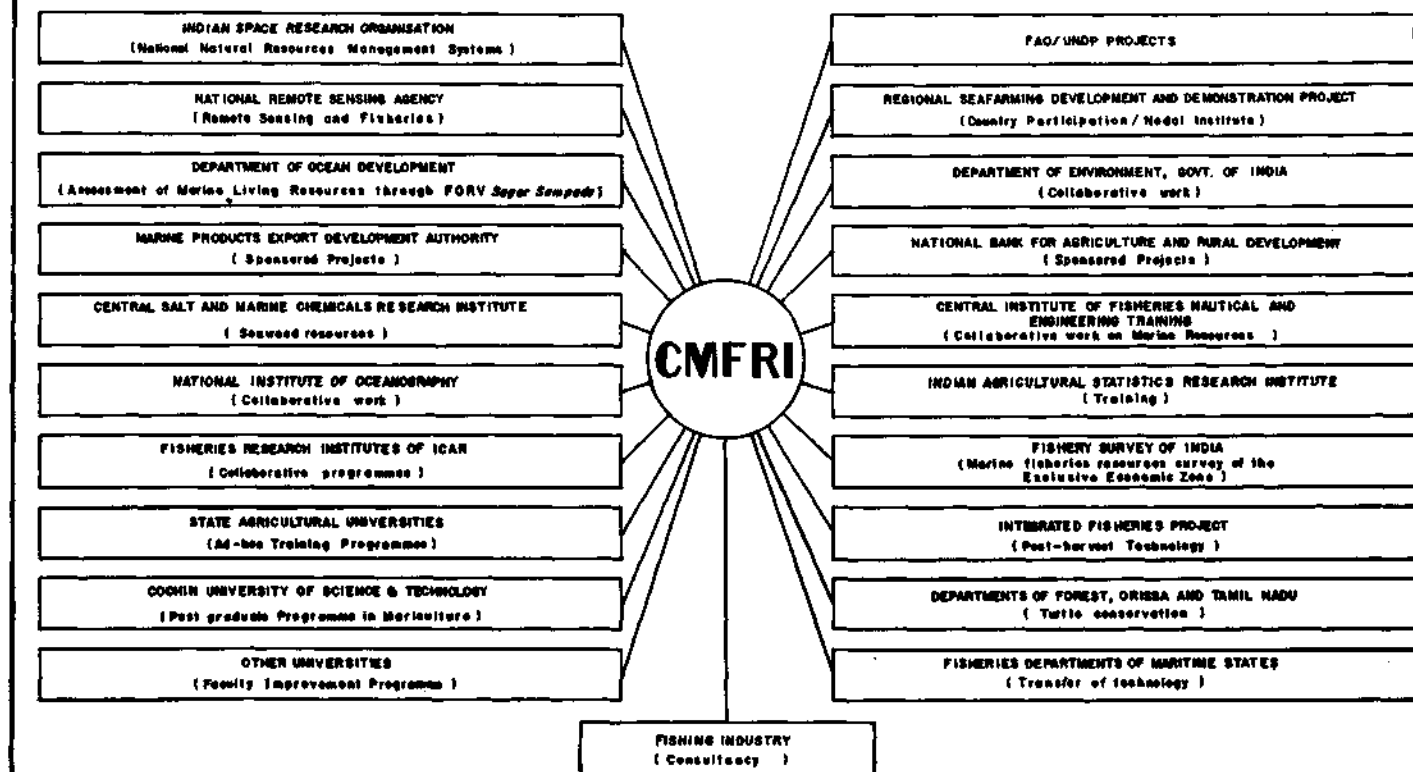 INDIAN SPACE RESEARCH ORGANISATION
(National Natural Resources Management Systems)
NATIONAL REMOTE SENSING AGENCY
(Remote Sensing and Fisheries)
DEPARTMENT OF OCEAN DEVELOPMENT
(Assessment of Marine Living Resources through FORV Sagar Sampada)
MARINE PRODUCTS EXPORT DEVELOPMENT AUTHORITY
(Sponsered Projects)
CENTRAL SALT AND MARINE CHEMICALS RESEARCH INSTITUTE
(Seaweed resources)
NATIONAL INSTITUTE OF OCEANOGRAPHY
(Collaborative work)
FISHERIES RESEARCH INSTITUTES OF ICAR
(Collaborative programmes)
STATE AGRICULTURAL UNIVERSITIES
(Ad-hoc Training Programmes)
COCHIN UNIVERSITY OF SCIENCE & TECHNOLOGY
(Post graduate Programme in Mariculture)
OTHER UNIVERSITIES
(Faculty Improvement Programme)
CMFRI
FAO/UNDP PROJECTS
REGIONAL SEAFARMING DEVELOPMENT AND DEMONSTRATION PROJECT
(Country Participation/Nodal Institute)
DEPARTMENT OF ENVIRONMENT, GOVT. OF INDIA
(Collaborative work)
NATIONAL BANK FOR AGRICULTURE AND RURAL DEVELOPMENT
(Sponsered Projects)
CENTRAL INSTITUTE OF FISHERIES NAUTICAL AND
ENGINEERING TRAINING
(Collaborative work on Marine Resources)
INDIAN AGRICULTURAL STATISTICS RESEARCH INSTITUTE
(Training)
FISHERY SURVEY OF INDIA
(Marine fisheries resources survey of the
Exclusive Economic Zone)
INTEGRATED FISHERIES PROJECT
(Post-harvest Technology)
DEPARTMENTS OF FOREST, ORISSA AND TAMIL NADU
(Turtle conservation)
FISHERIES DEPARTMENTS OF MARITIME STATES
(Transfer of technology)
FISHING INDUSTRY
(Consultancy)